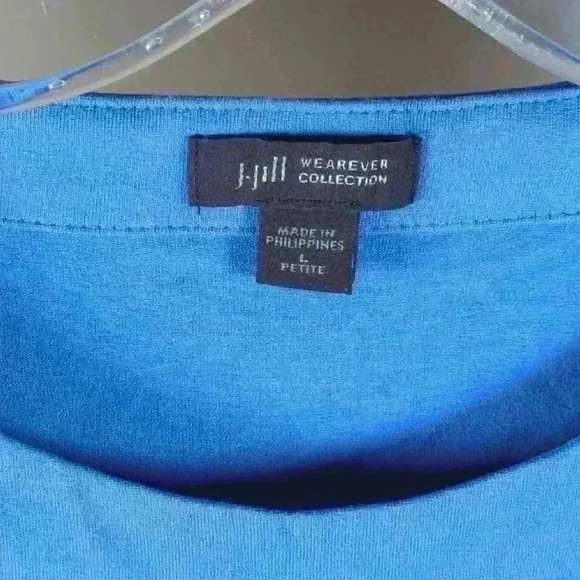 J.Jill WEAREVER
COLLECTION
MADE IN
PHILIPPINES
L
PETITE